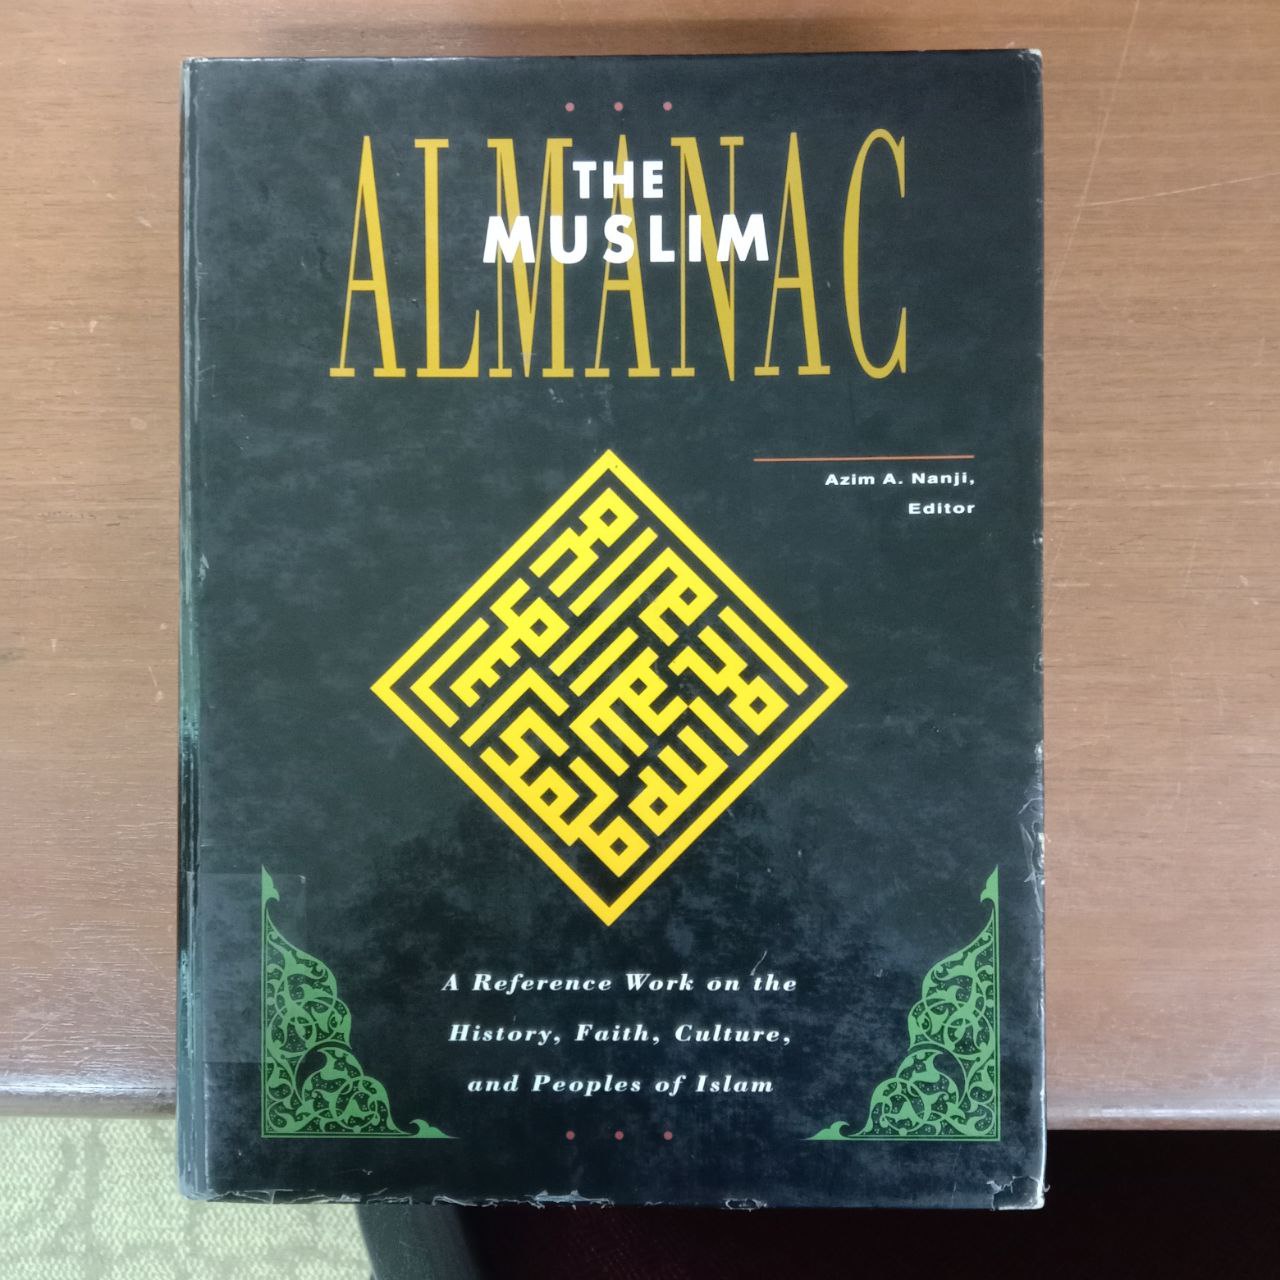 THE
MUSLIM
ALMANAC
Azim A. Nanji,
Editor
A Reference Work on the
History, Faith, Culture,
and Peoples of Islam